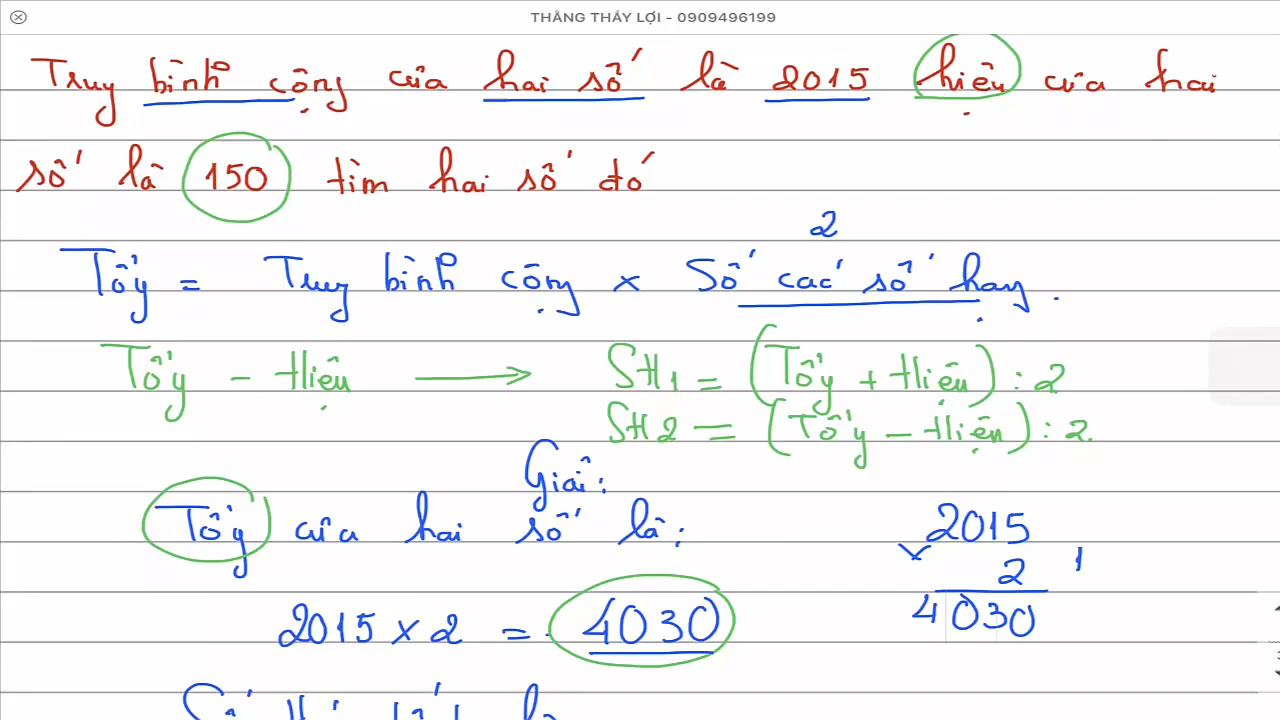 THẮNG THẦY LỢI - 0909496199
Trung bình cộng của hai số là 2015 hiệu của hai
số là 150 tìm hai số đó
2
Tổng = Trung bình cộng × Số các số hạng.
Tổng - Hiệu → SH1 = (Tổng + Hiệu) : 2
SH2 = (Tổng - Hiệu) : 2.
Giải:
Tổng của hai số là:
2015
× 2 1
4030
2015 × 2 = 4030